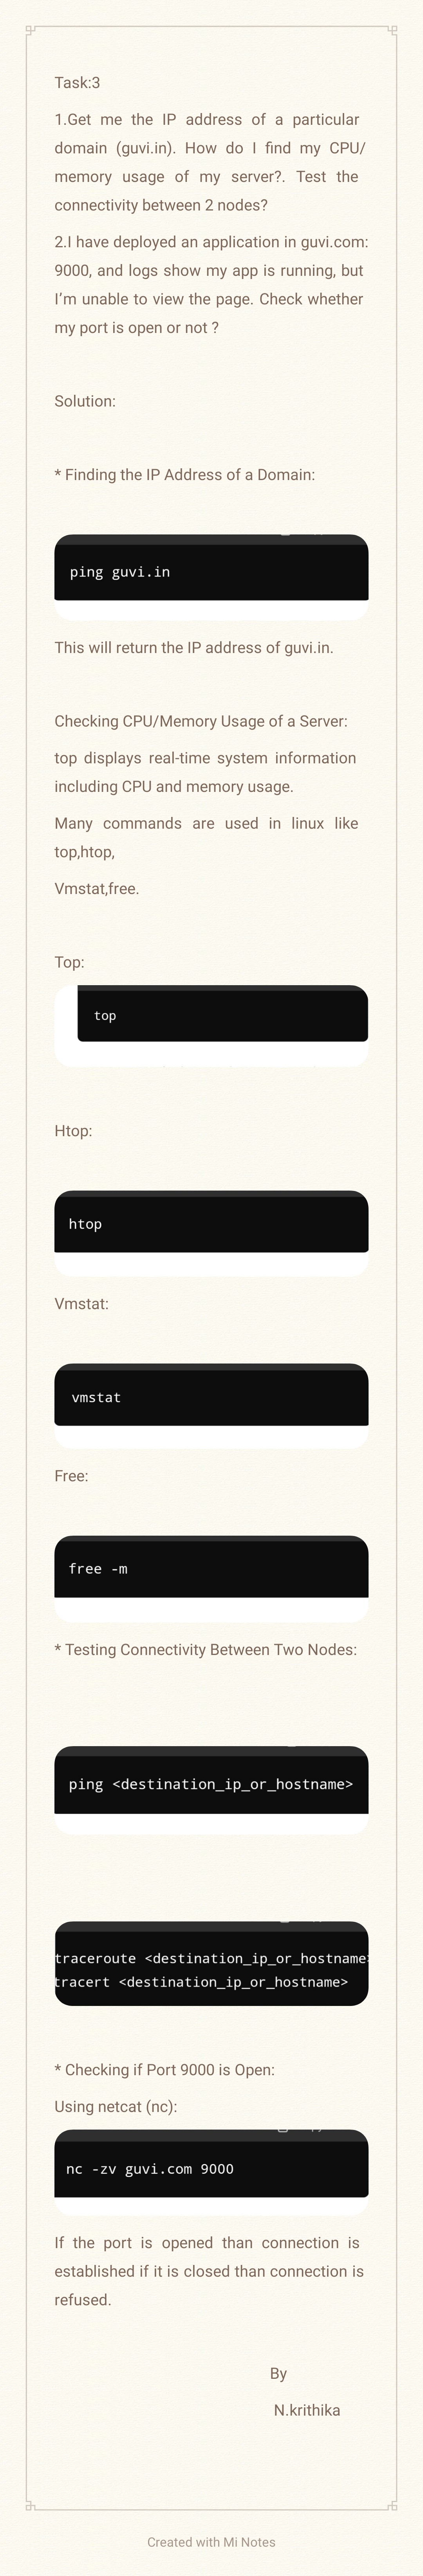 Task:3
1.Get me the IP address of a particular
domain (guvi.in). How do I find my CPU/
memory usage of my server?. Test the
connectivity between 2 nodes?
2.I have deployed an application in guvi.com:
9000, and logs show my app is running, but
I'm unable to view the page. Check whether
my port is open or not ?
Solution:
* Finding the IP Address of a Domain:
ping guvi.in
This will return the IP address of guvi.in.
Checking CPU/Memory Usage of a Server:
top displays real-time system information
including CPU and memory usage.
Many commands are used in linux like
top,htop,
Vmstat,free.
Top:
top
Htop:
htop
Vmstat:
vmstat
Free:
free -m
* Testing Connectivity Between Two Nodes:
ping <destination_ip_or_hostname>
traceroute <destination_ip_or_hostname>
tracert <destination_ip_or_hostname>
* Checking if Port 9000 is Open:
Using netcat (nc):
nc -zv guvi.com 9000
If the port is opened than connection is
established if it is closed than connection is
refused.
By
N.krithika
Created with Mi Notes